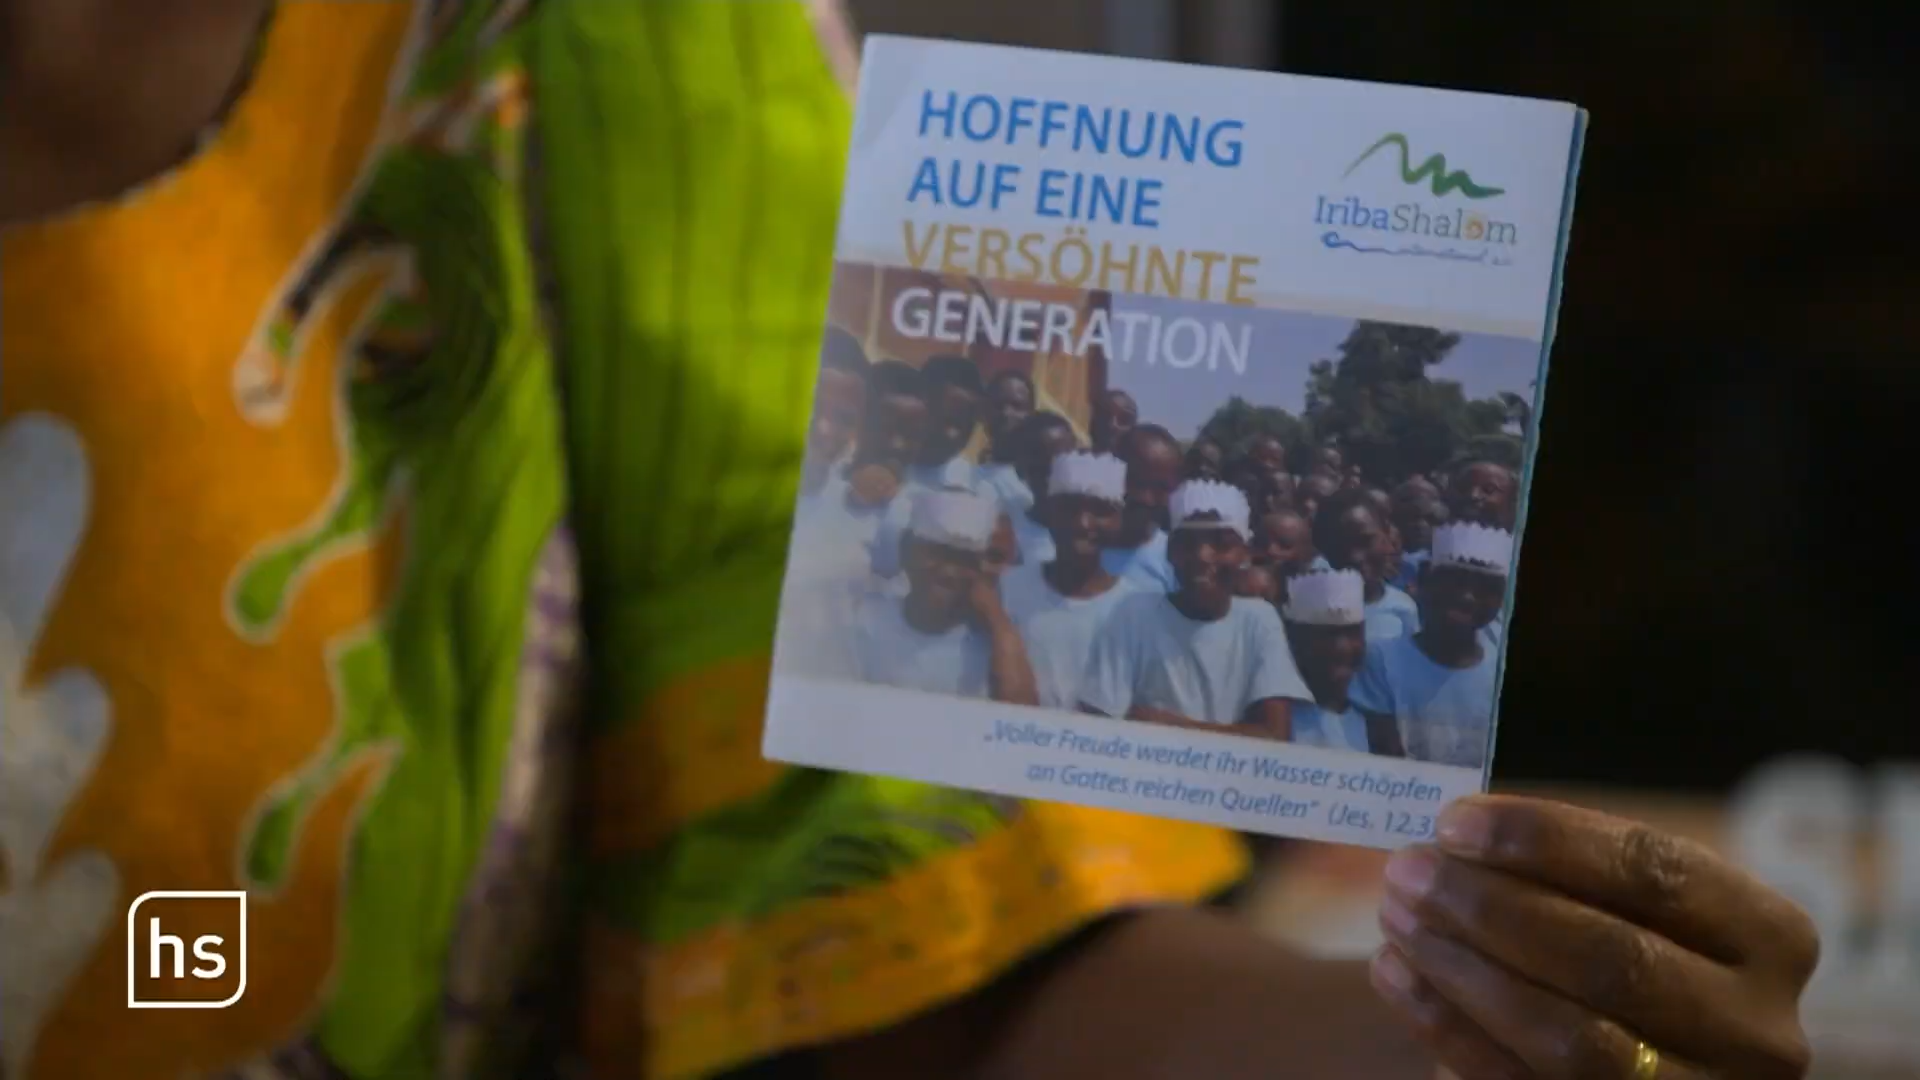 HOFFNUNG
AUF EINE
VERSÖHNTE
GENERATION
IribaShalom
international e.V.
„Voller Freude werdet ihr Wasser schöpfen
an Gottes reichen Quellen“ (Jes. 12,3)
hs